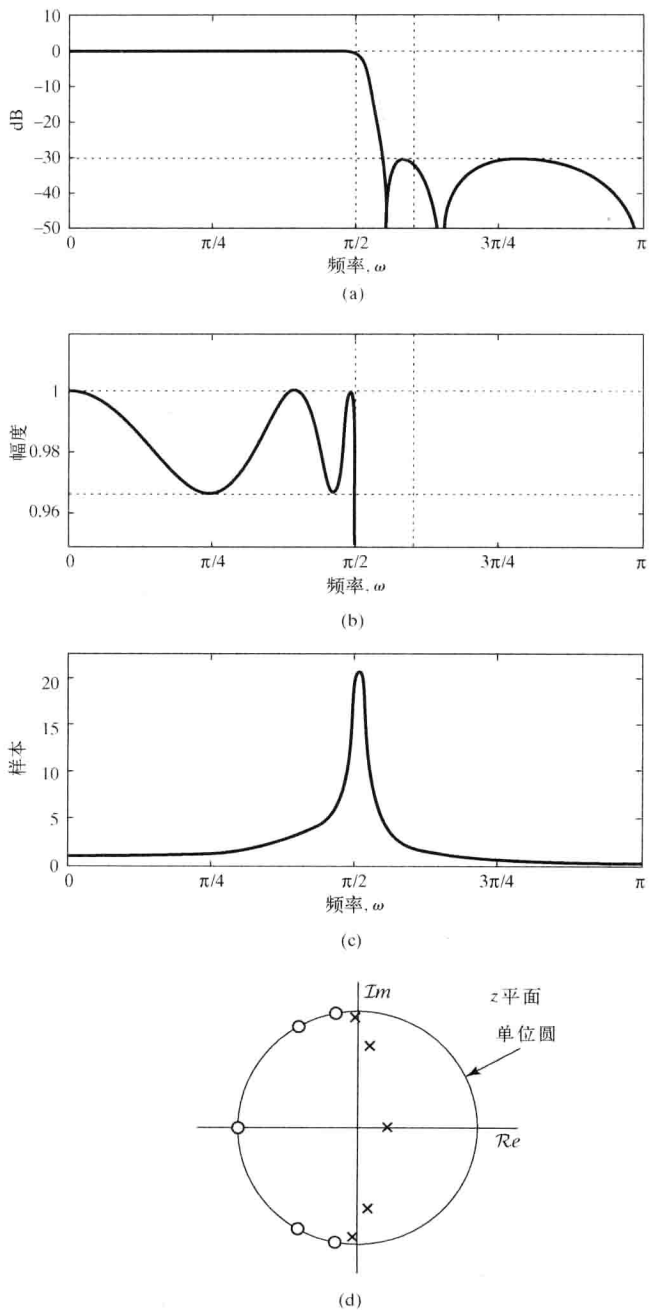 10
0
−10
−20
−30
−40
−50
dB
0
π/4
π/2
3π/4
π
频率, ω
(a)
1
0.98
0.96
幅度
0
π/4
π/2
3π/4
π
频率, ω
(b)
20
15
10
5
0
样本
0
π/4
π/2
3π/4
π
频率, ω
(c)
Im
z平面
单位圆
Re
(d)